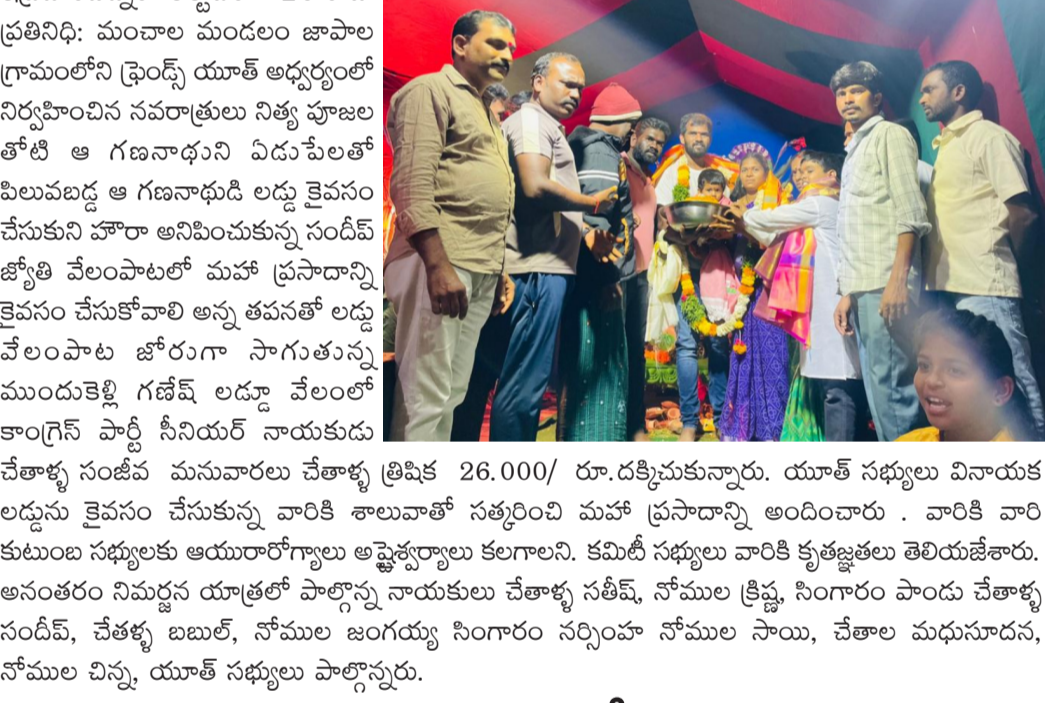 ప్రతినిధి: మంచాల మండలం జాపాల
గ్రామంలోని ఫ్రెండ్స్ యూత్ అధ్వర్యంలో
నిర్వహించిన నవరాత్రులు నిత్య పూజల
తోటి ఆ గణనాథుని ఏడుపేలతో
పిలువబడ్డ ఆ గణనాథుడి లడ్డు కైవసం
చేసుకుని హౌరా అనిపించుకున్న సందీప్
జ్యోతి వేలంపాటలో మహా ప్రసాదాన్ని
కైవసం చేసుకోవాలి అన్న తపనతో లడ్డు
వేలంపాట జోరుగా సాగుతున్న
ముందుకెళ్లి గణేష్ లడ్డూ వేలంలో
కాంగ్రెస్ పార్టీ సీనియర్ నాయకుడు
చేతాళ్ళ సంజీవ మనువారలు చేతాళ్ళ త్రిషిక 26.000/ రూ.దక్కిచుకున్నారు. యూత్ సభ్యులు వినాయక
లడ్డును కైవసం చేసుకున్న వారికి శాలువాతో సత్కరించి మహా ప్రసాదాన్ని అందించారు . వారికి వారి
కుటుంబ సభ్యులకు ఆయురారోగ్యాలు అష్టైశ్వర్యాలు కలగాలని. కమిటీ సభ్యులు వారికి కృతజ్ఞతలు తెలియజేశారు.
అనంతరం నిమర్జన యాత్రలో పాల్గొన్న నాయకులు చేతాళ్ళ సతీష్, నోముల క్రిష్ణ, సింగారం పాండు చేతాళ్ళ
సందీప్, చేతళ్ళ బబుల్, నోముల జంగయ్య సింగారం నర్సింహ నోముల సాయి, చేతాల మధుసూదన,
నోముల చిన్న, యూత్ సభ్యులు పాల్గొన్నరు.